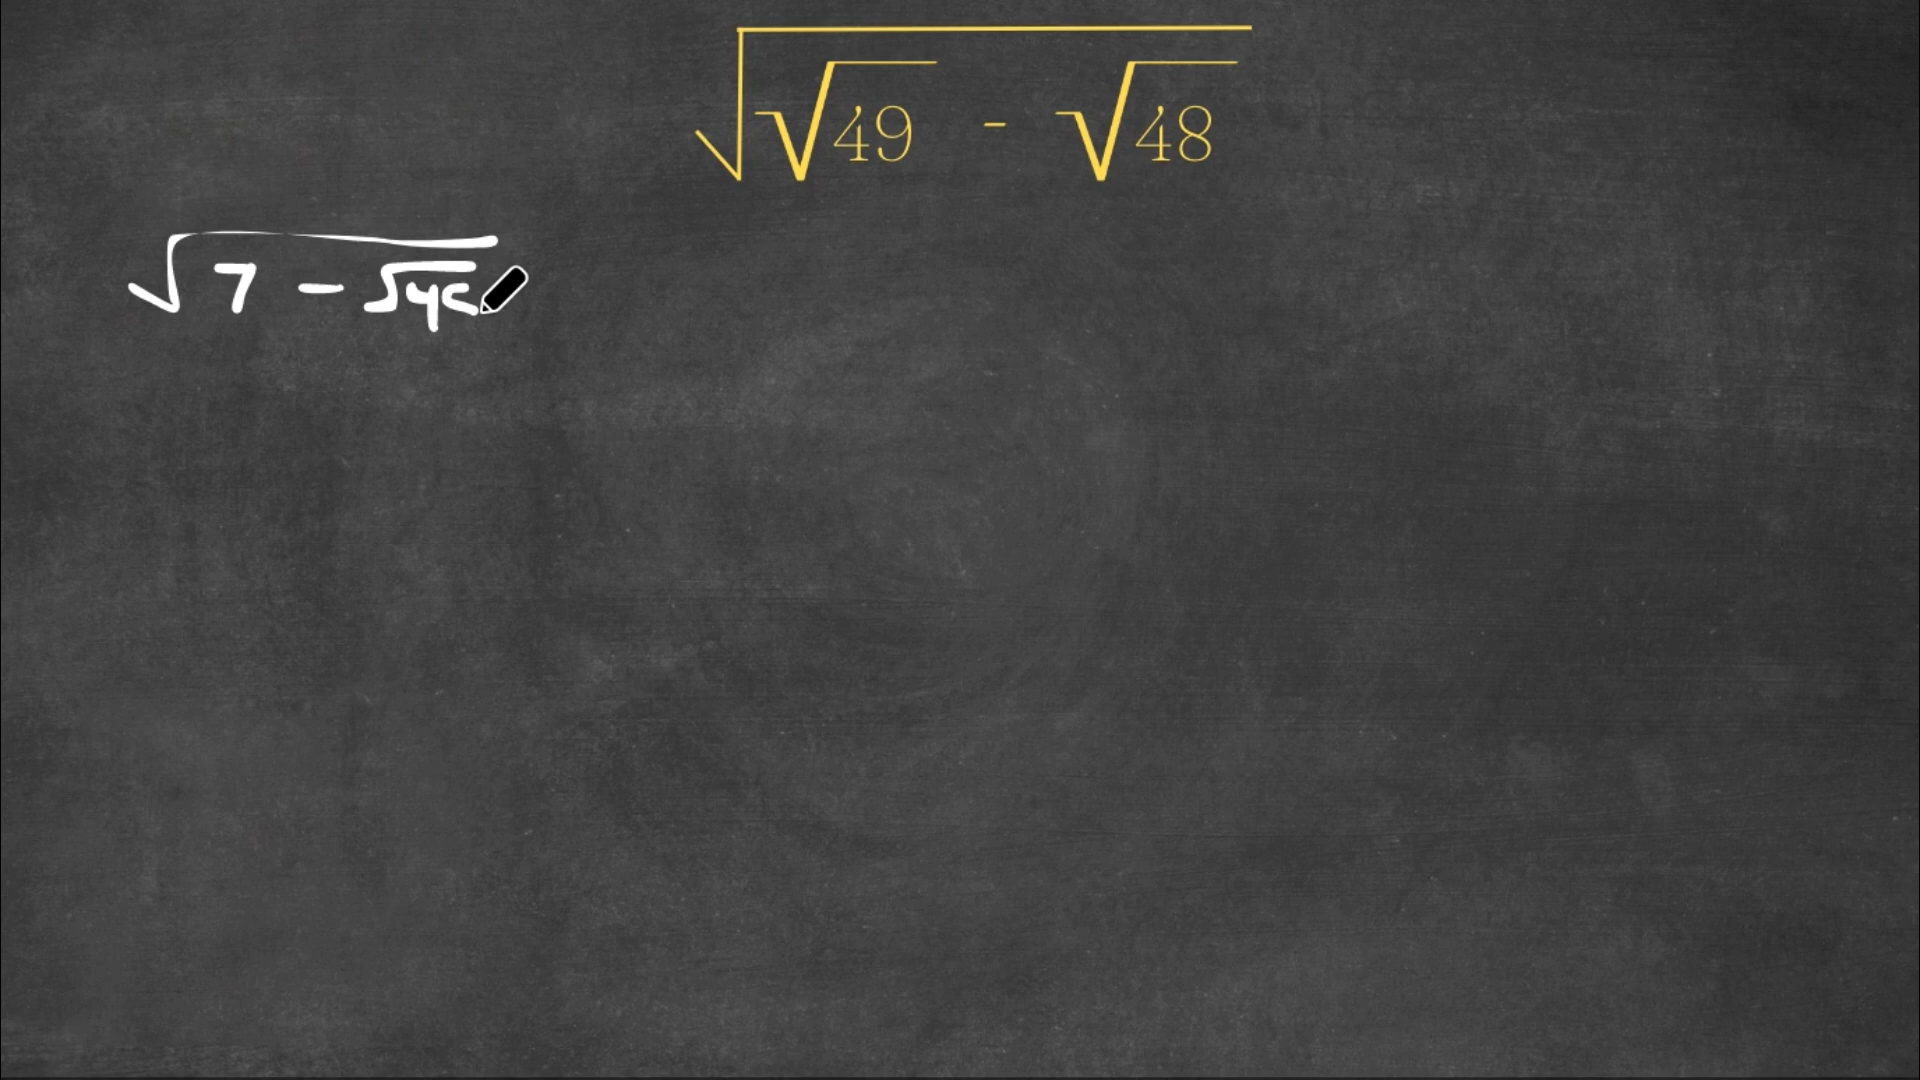 √(√49 - √48)
√(7 - √4